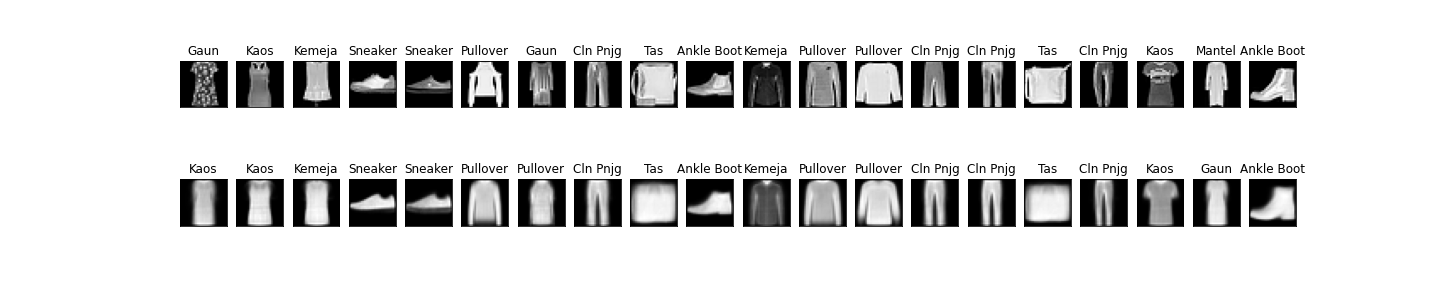 Gaun Kaos Kemeja Sneaker Sneaker Pullover Gaun Cln Pnjg Tas Ankle Boot Kemeja Pullover Pullover Cln Pnjg Cln Pnjg Tas Cln Pnjg Kaos Mantel Ankle Boot
Kaos Kaos Kemeja Sneaker Sneaker Pullover Pullover Cln Pnjg Tas Ankle Boot Kemeja Pullover Pullover Cln Pnjg Cln Pnjg Tas Cln Pnjg Kaos Gaun Ankle Boot